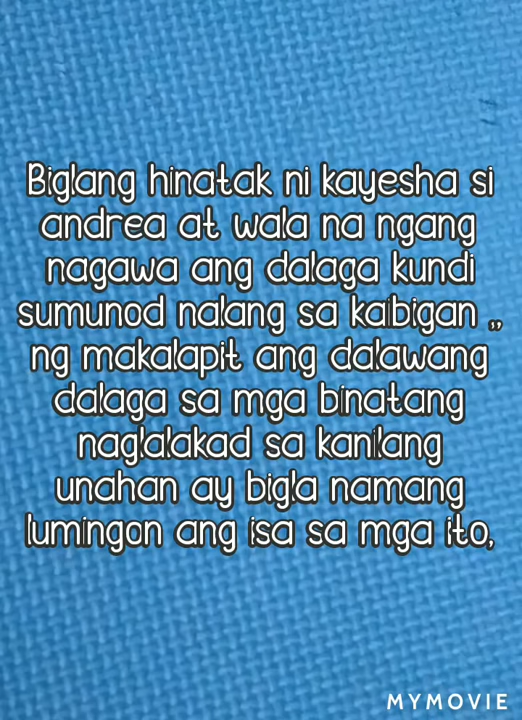 Biglang hinatak ni kayesha si
andrea at wala na ngang
nagawa ang dalaga kundi
sumunod nalang sa kaibigan ,,
ng makalapit ang dalawang
dalaga sa mga binatang
naglalakad sa kanilang
unahan ay bigla namang
lumingon ang isa sa mga ito,
MYMOVIE